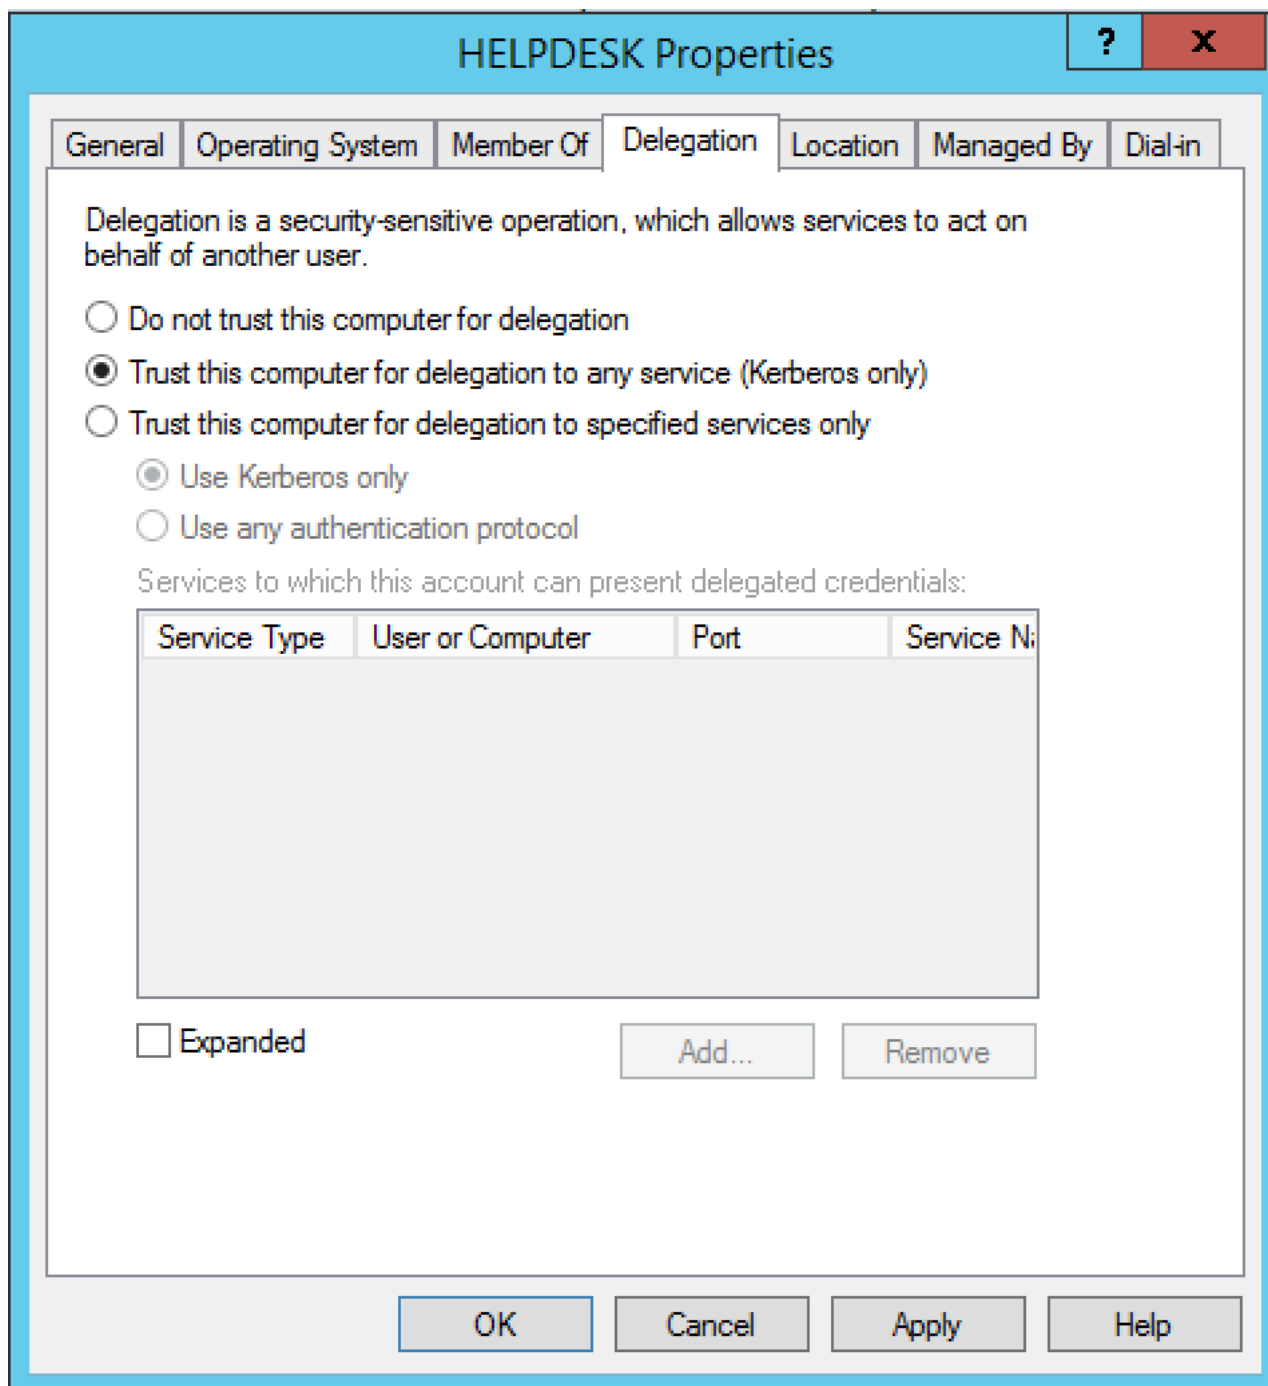 HELPDESK Properties
?
x
General
Operating System
Member Of
Delegation
Location
Managed By
Dial-in
Delegation is a security-sensitive operation, which allows services to act on
behalf of another user.
Do not trust this computer for delegation
Trust this computer for delegation to any service (Kerberos only)
Trust this computer for delegation to specified services only
Use Kerberos only
Use any authentication protocol
Services to which this account can present delegated credentials:
Service Type
User or Computer
Port
Service Na
Expanded
Add...
Remove
OK
Cancel
Apply
Help